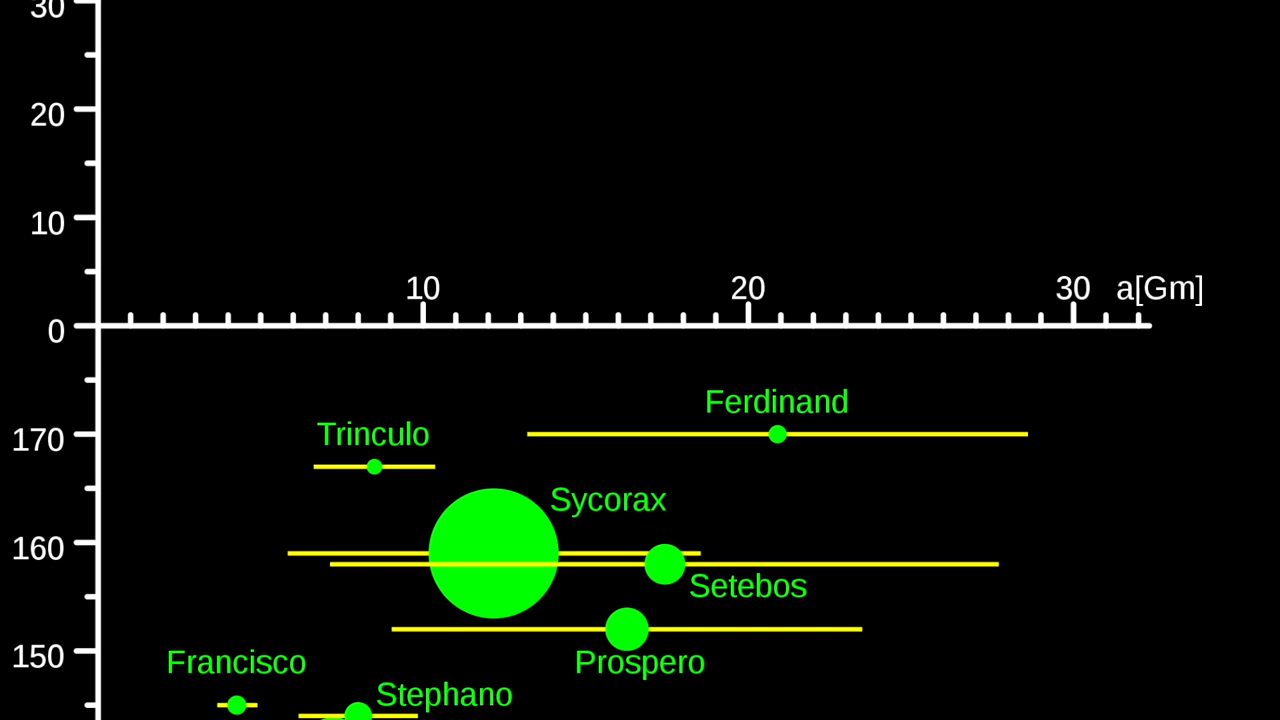 30
20
10
10 20 30 a[Gm]
0
Ferdinand
170
Trinculo
Sycorax
160
Setebos
150
Francisco
Prospero
Stephano